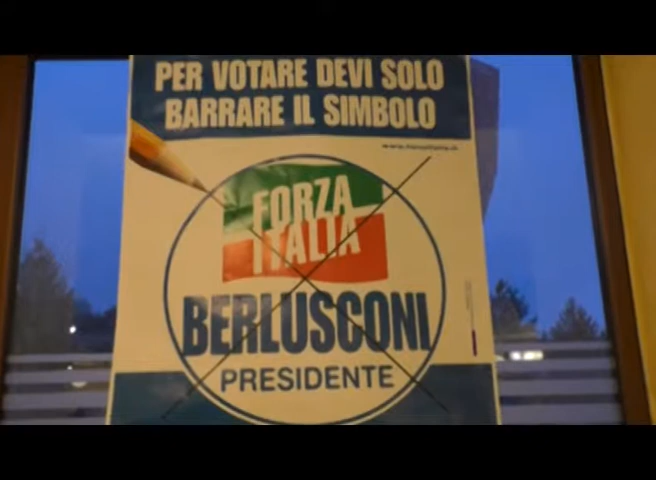 PER VOTARE DEVI SOLO
BARRARE IL SIMBOLO
FORZA
ITALIA
BERLUSCONI
PRESIDENTE